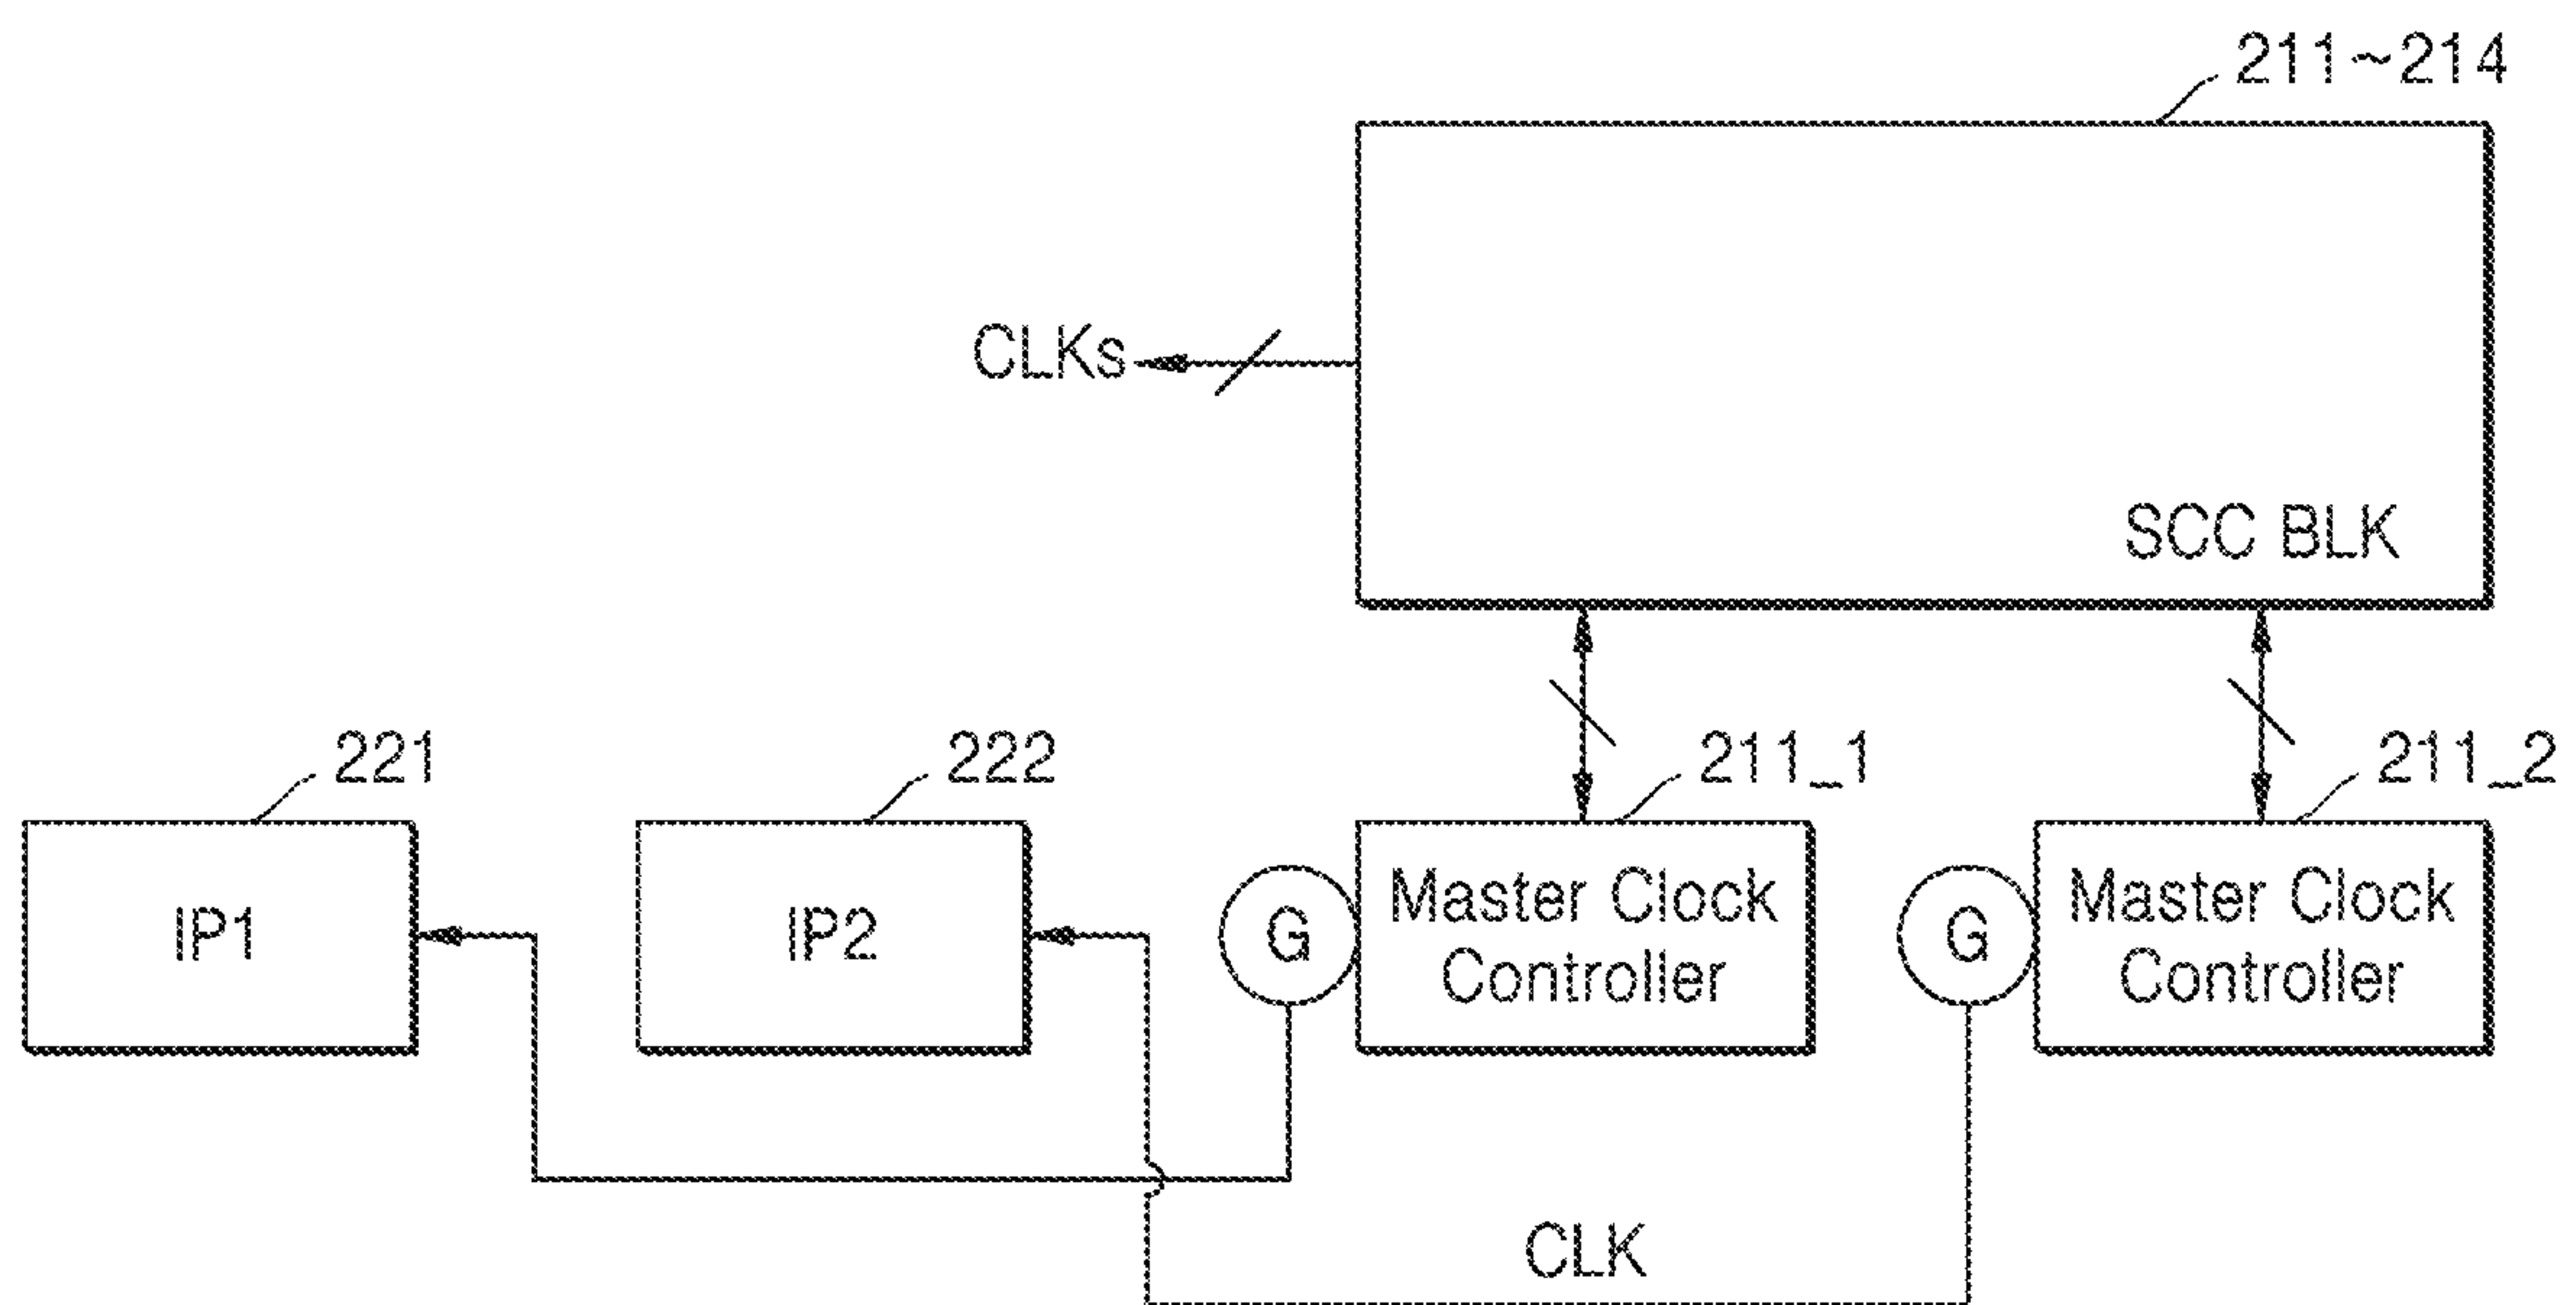 211~214
CLKs
SCC BLK
221
222
211_1
211_2
IP1
IP2
G
Master Clock
Controller
G
Master Clock
Controller
CLK